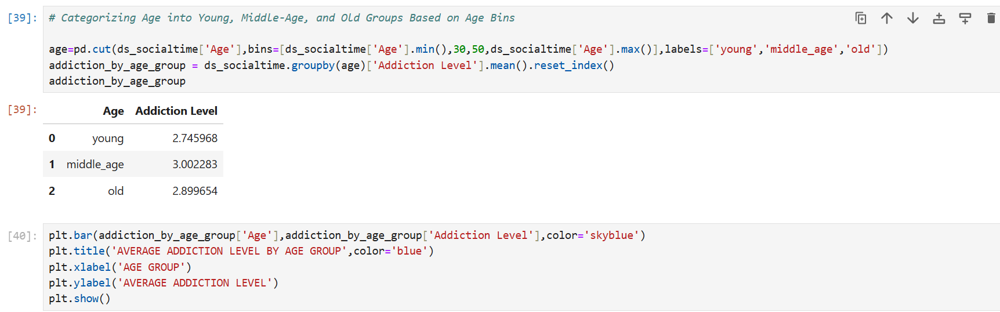 [39]: # Categorizing Age into Young, Middle-Age, and Old Groups Based on Age Bins
age=pd.cut(ds_socialtime['Age'],bins=[ds_socialtime['Age'].min(),30,50,ds_socialtime['Age'].max()],labels=['young','middle_age','old'])
addiction_by_age_group = ds_socialtime.groupby(age)['Addiction Level'].mean().reset_index()
addiction_by_age_group
[39]: Age Addiction Level
0 young 2.745968
1 middle_age 3.002283
2 old 2.899654
[40]: plt.bar(addiction_by_age_group['Age'],addiction_by_age_group['Addiction Level'],color='skyblue')
plt.title('AVERAGE ADDICTION LEVEL BY AGE GROUP',color='blue')
plt.xlabel('AGE GROUP')
plt.ylabel('AVERAGE ADDICTION LEVEL')
plt.show()